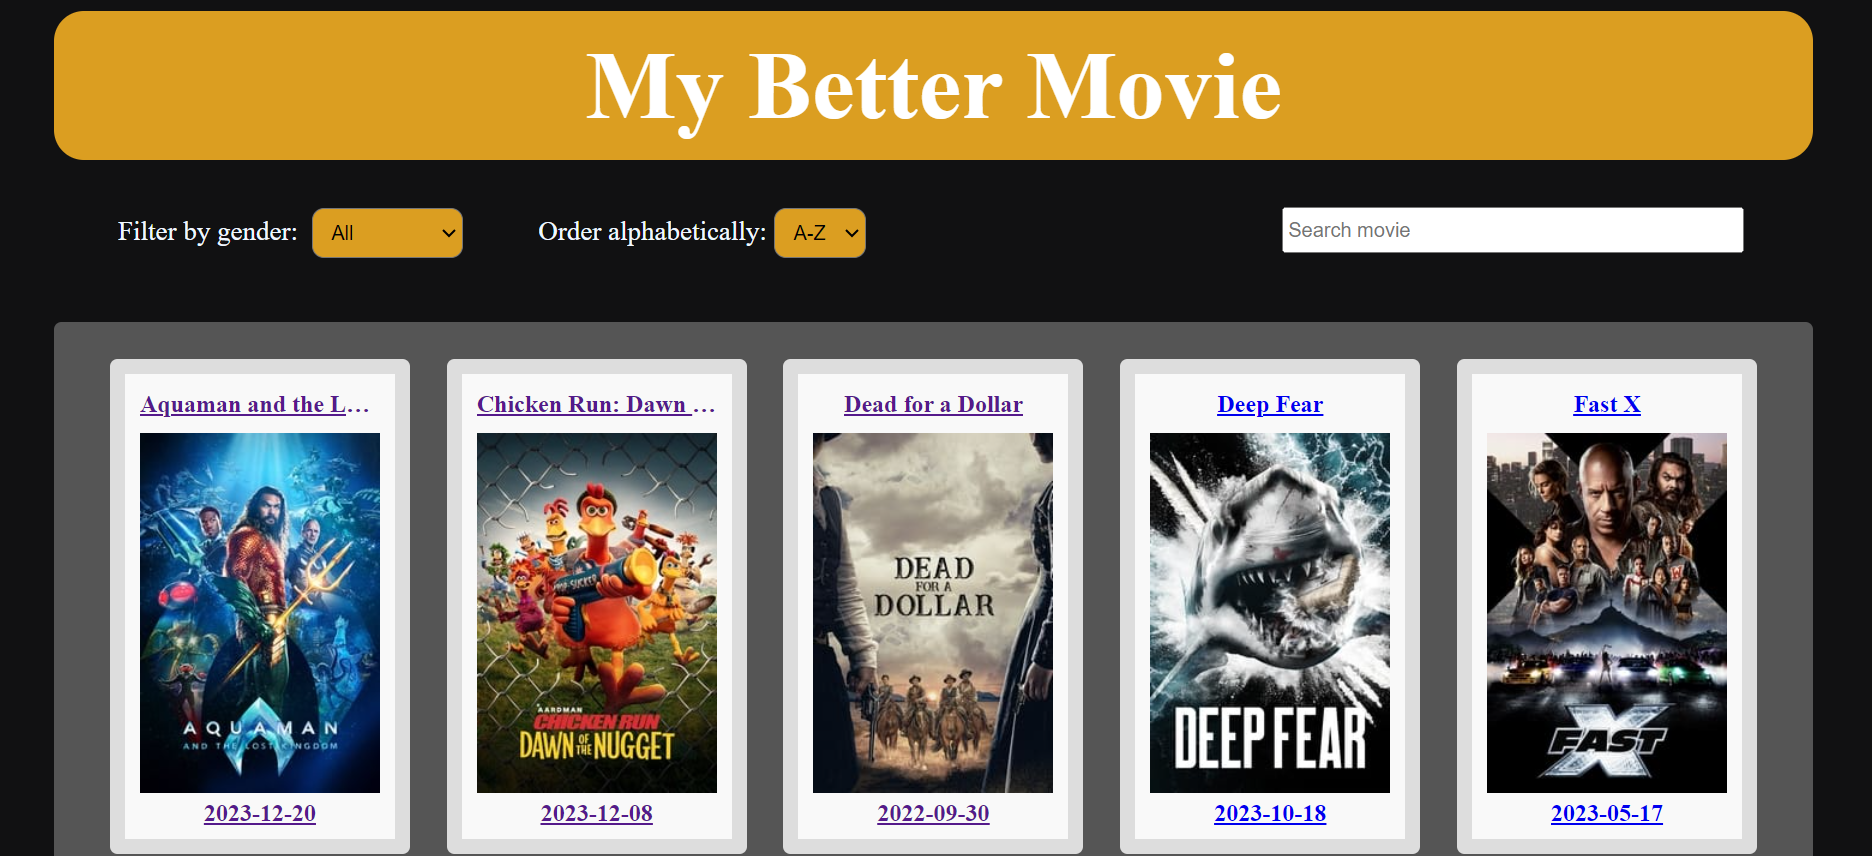 My Better Movie
Filter by gender: All Order alphabetically: A-Z Search movie
Aquaman and the L… Chicken Run: Dawn … Dead for a Dollar Deep Fear Fast X
AQUAMAN
AND THE LOST KINGDOM
AARDMAN
CHICKEN RUN
DAWN OF THE NUGGET
DEAD
FOR A
DOLLAR
DEEP FEAR
FAST X
2023-12-20 2023-12-08 2022-09-30 2023-10-18 2023-05-17